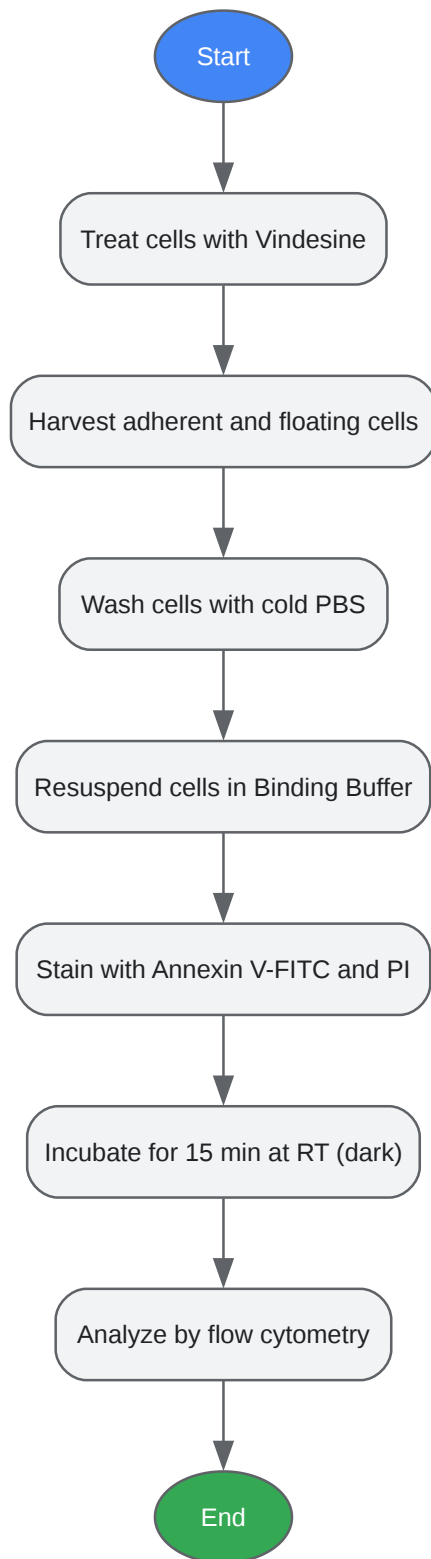 Start
Treat cells with Vindesine
Harvest adherent and floating cells
Wash cells with cold PBS
Resuspend cells in Binding Buffer
Stain with Annexin V-FITC and PI
Incubate for 15 min at RT (dark)
Analyze by flow cytometry
End